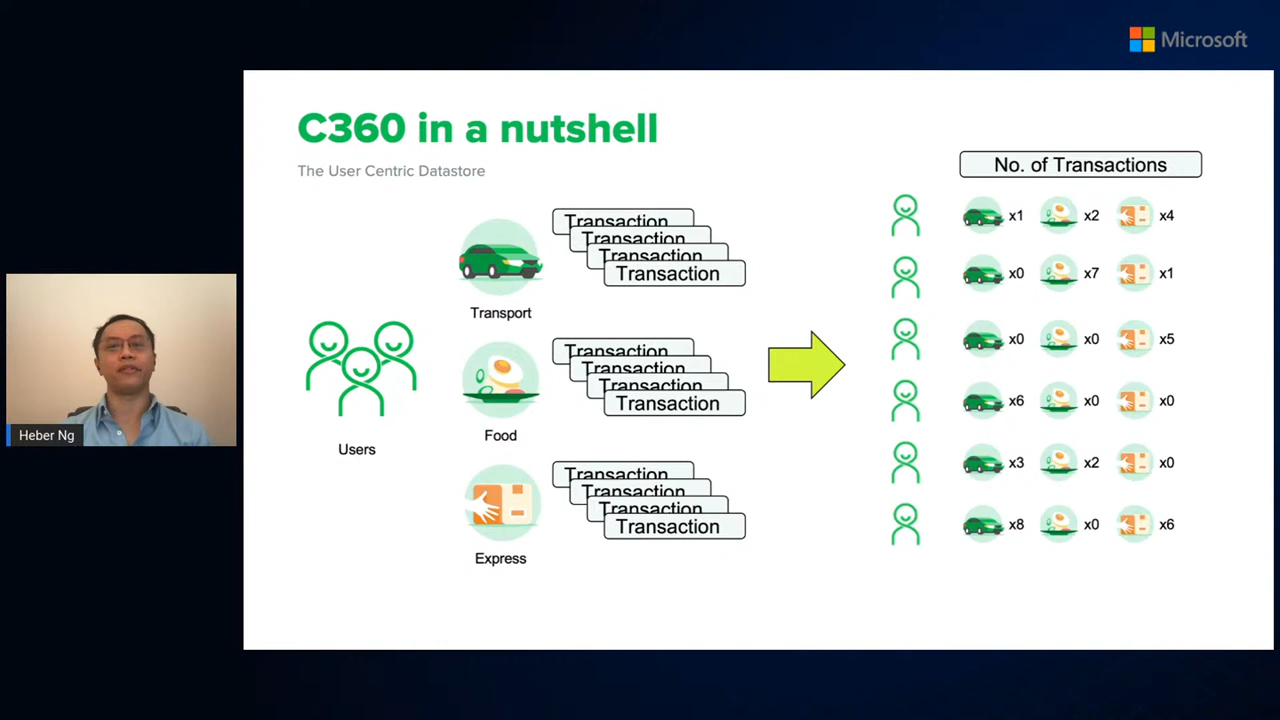 Microsoft
C360 in a nutshell
The User Centric Datastore
No. of Transactions
Transaction
Transaction
Transaction
Transaction
Transport
Transaction
Transaction
Transaction
Transaction
Food
Transaction
Transaction
Transaction
Transaction
Express
Users
x1 x2 x4
x0 x7 x1
x0 x0 x5
x6 x0 x0
x3 x2 x0
x8 x0 x6
Heber Ng